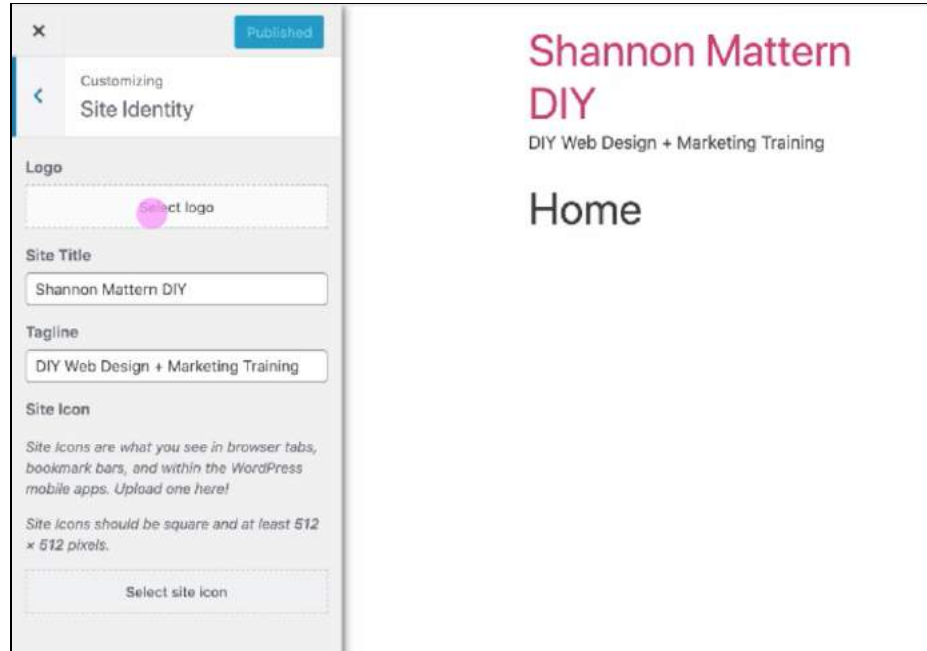 Published
Customizing
Site Identity
Logo
Select logo
Site Title
Shannon Mattern DIY
Tagline
DIY Web Design + Marketing Training
Site Icon
Site Icons are what you see in browser tabs,
bookmark bars, and within the WordPress
mobile apps. Upload one here!
Site Icons should be square and at least 512
× 512 pixels.
Select site icon
Shannon Mattern
DIY
DIY Web Design + Marketing Training
Home